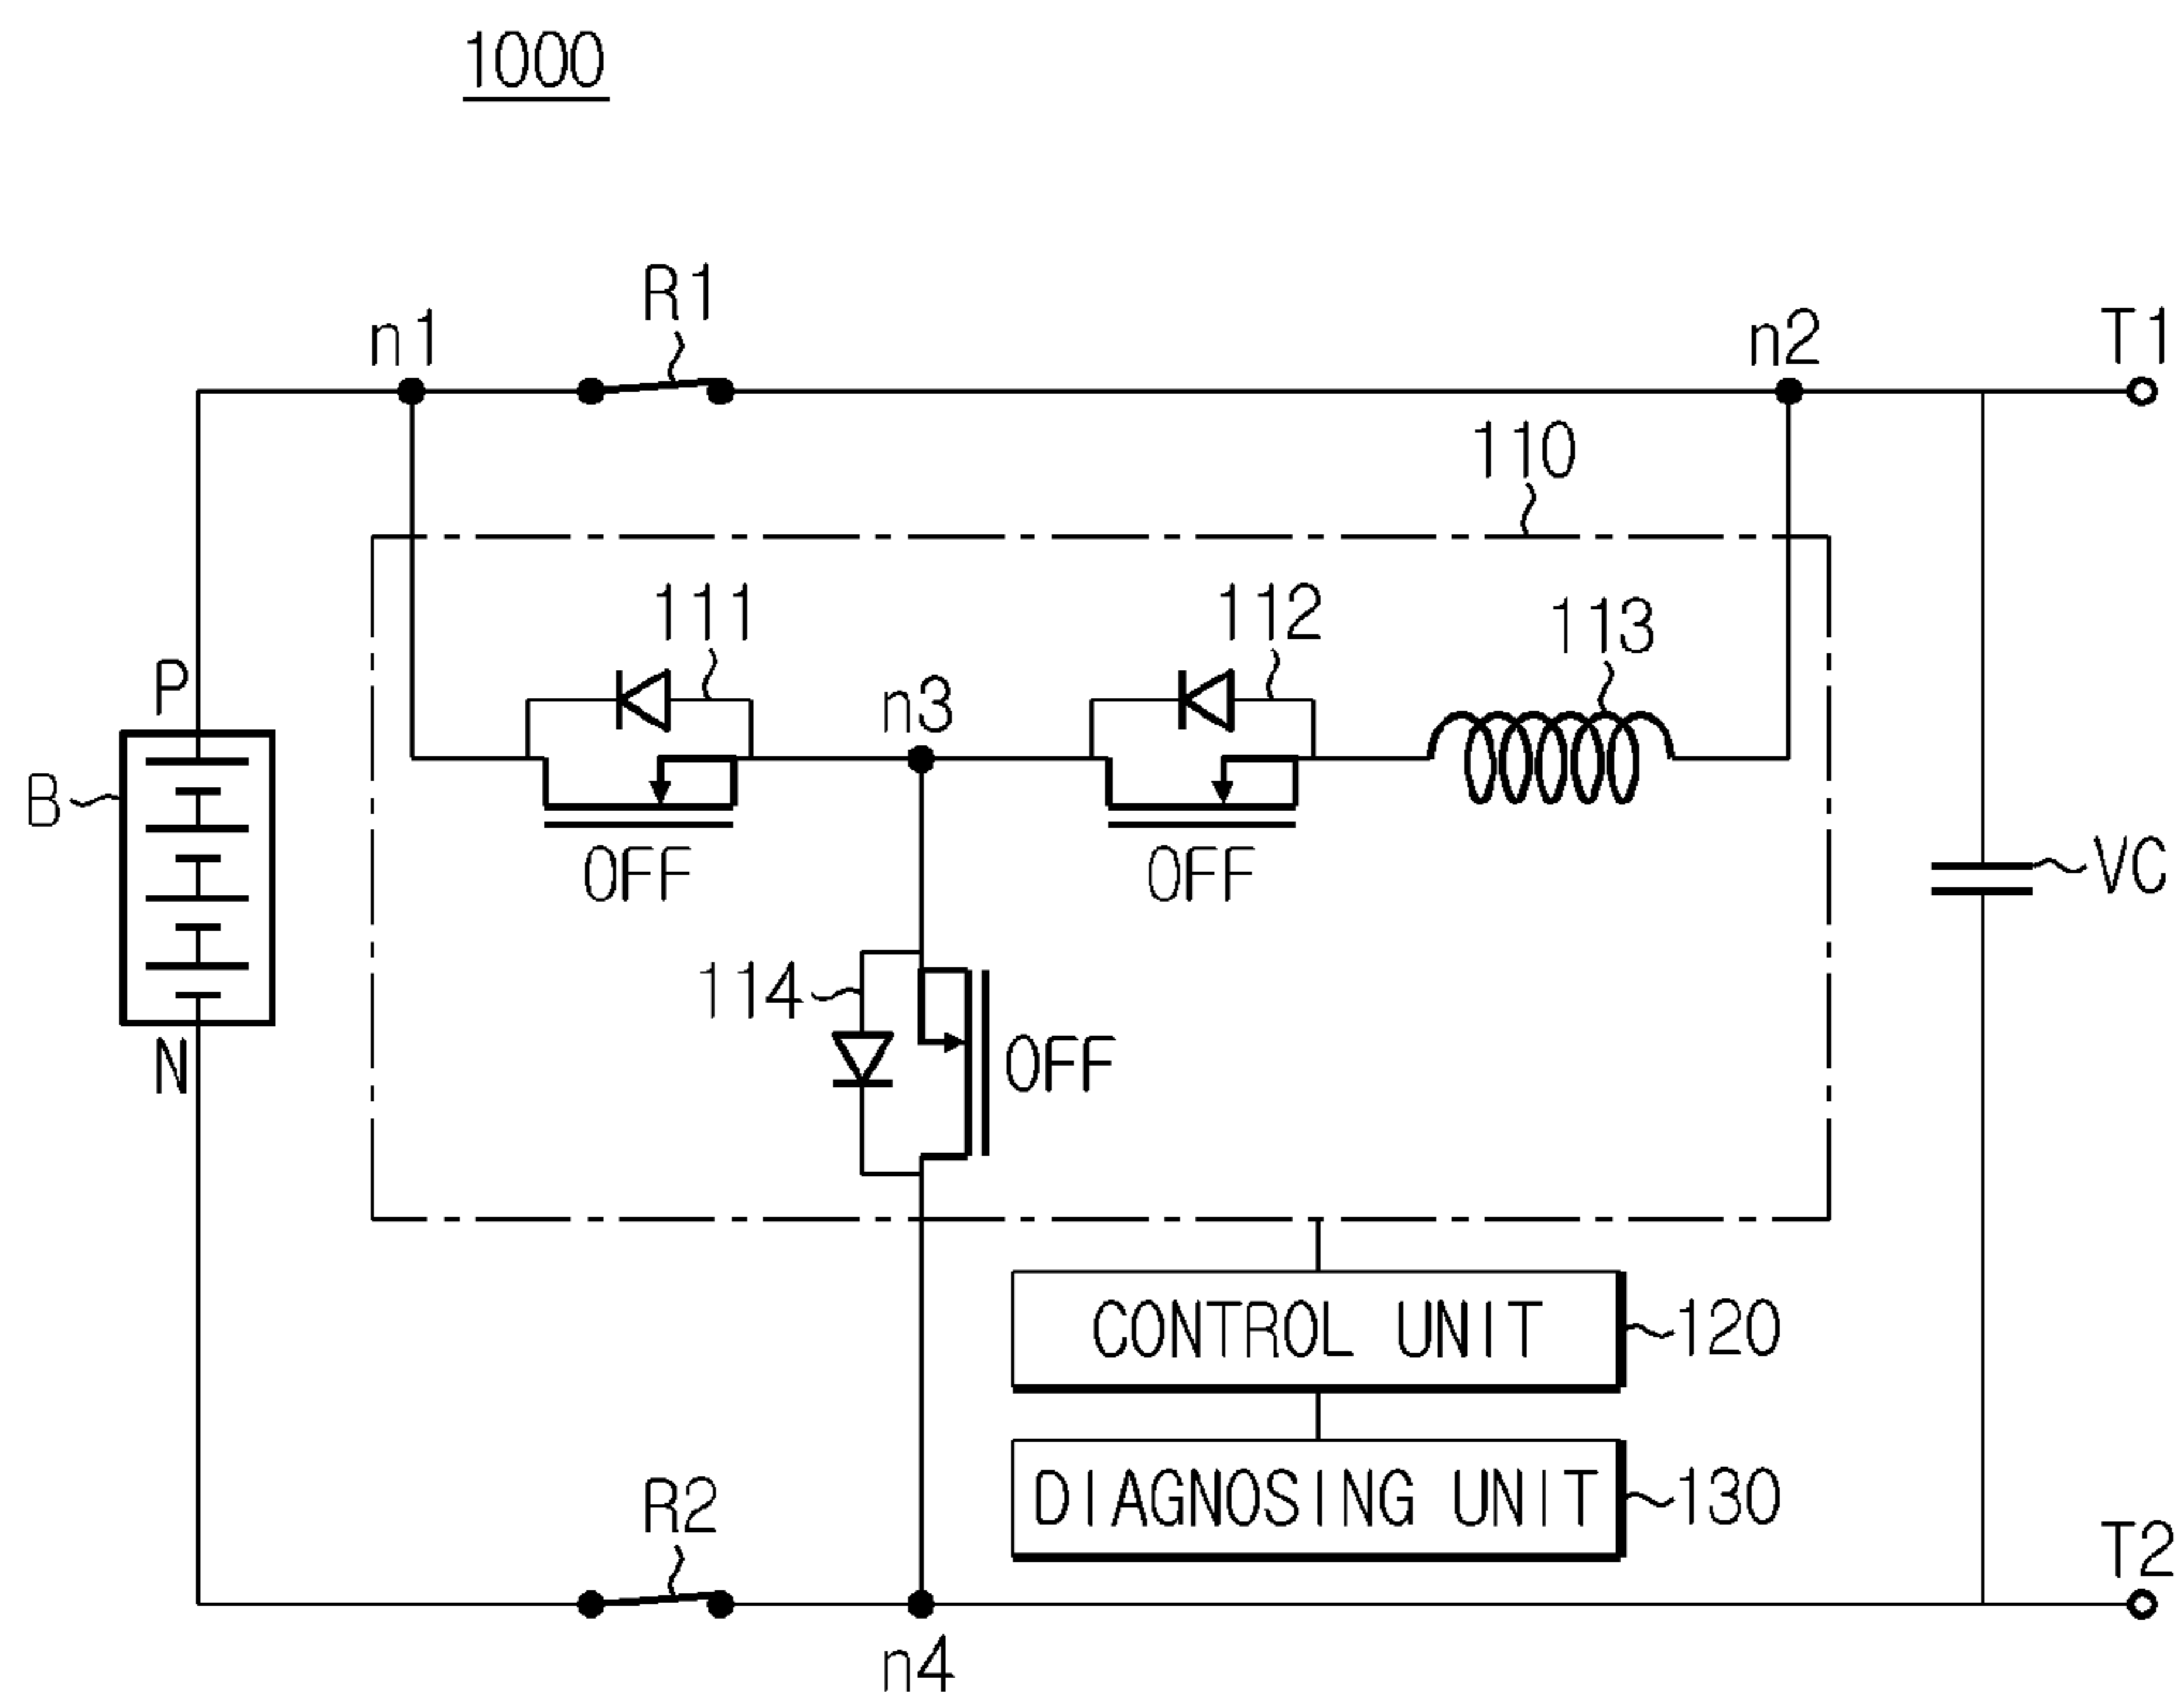 1000
R1
n1
n2
T1
110
111
112
113
P
n3
B
OFF
OFF
VC
114
OFF
N
CONTROL UNIT
120
DIAGNOSING UNIT
130
R2
T2
n4